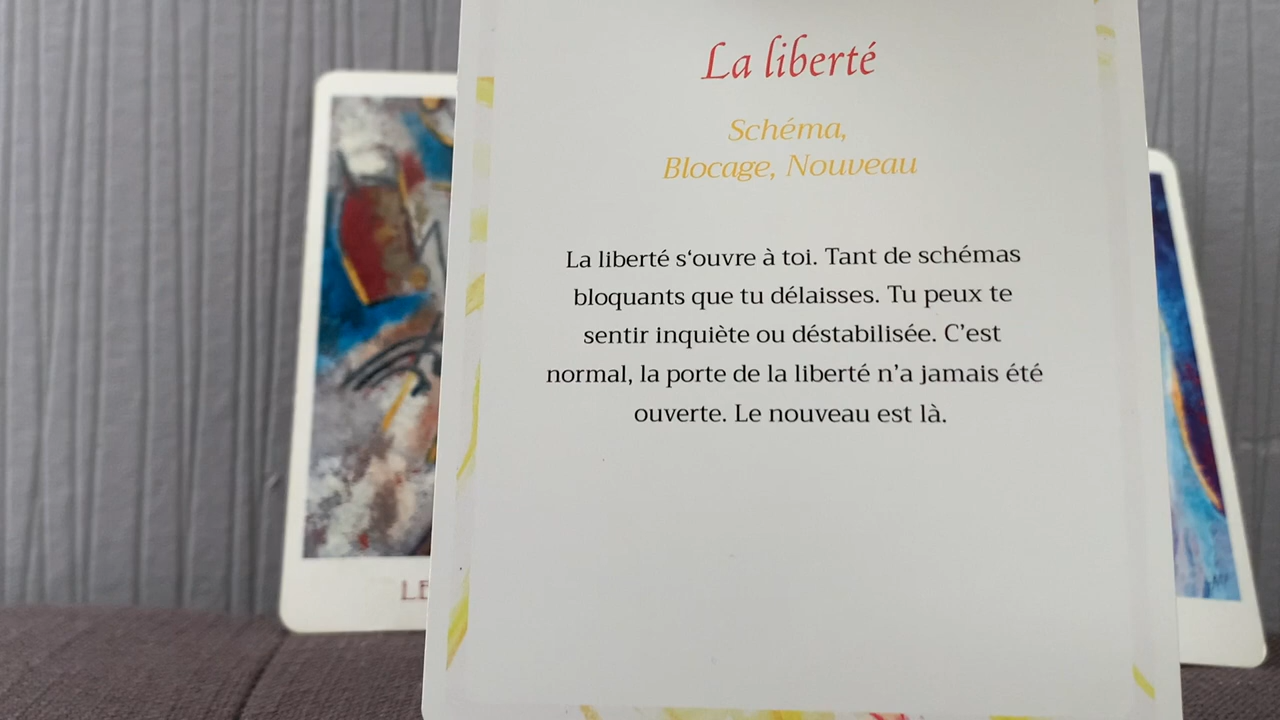 La liberté
Schéma,
Blocage, Nouveau
La liberté s‘ouvre à toi. Tant de schémas
bloquants que tu délaisses. Tu peux te
sentir inquiète ou déstabilisée. C’est
normal, la porte de la liberté n’a jamais été
ouverte. Le nouveau est là.